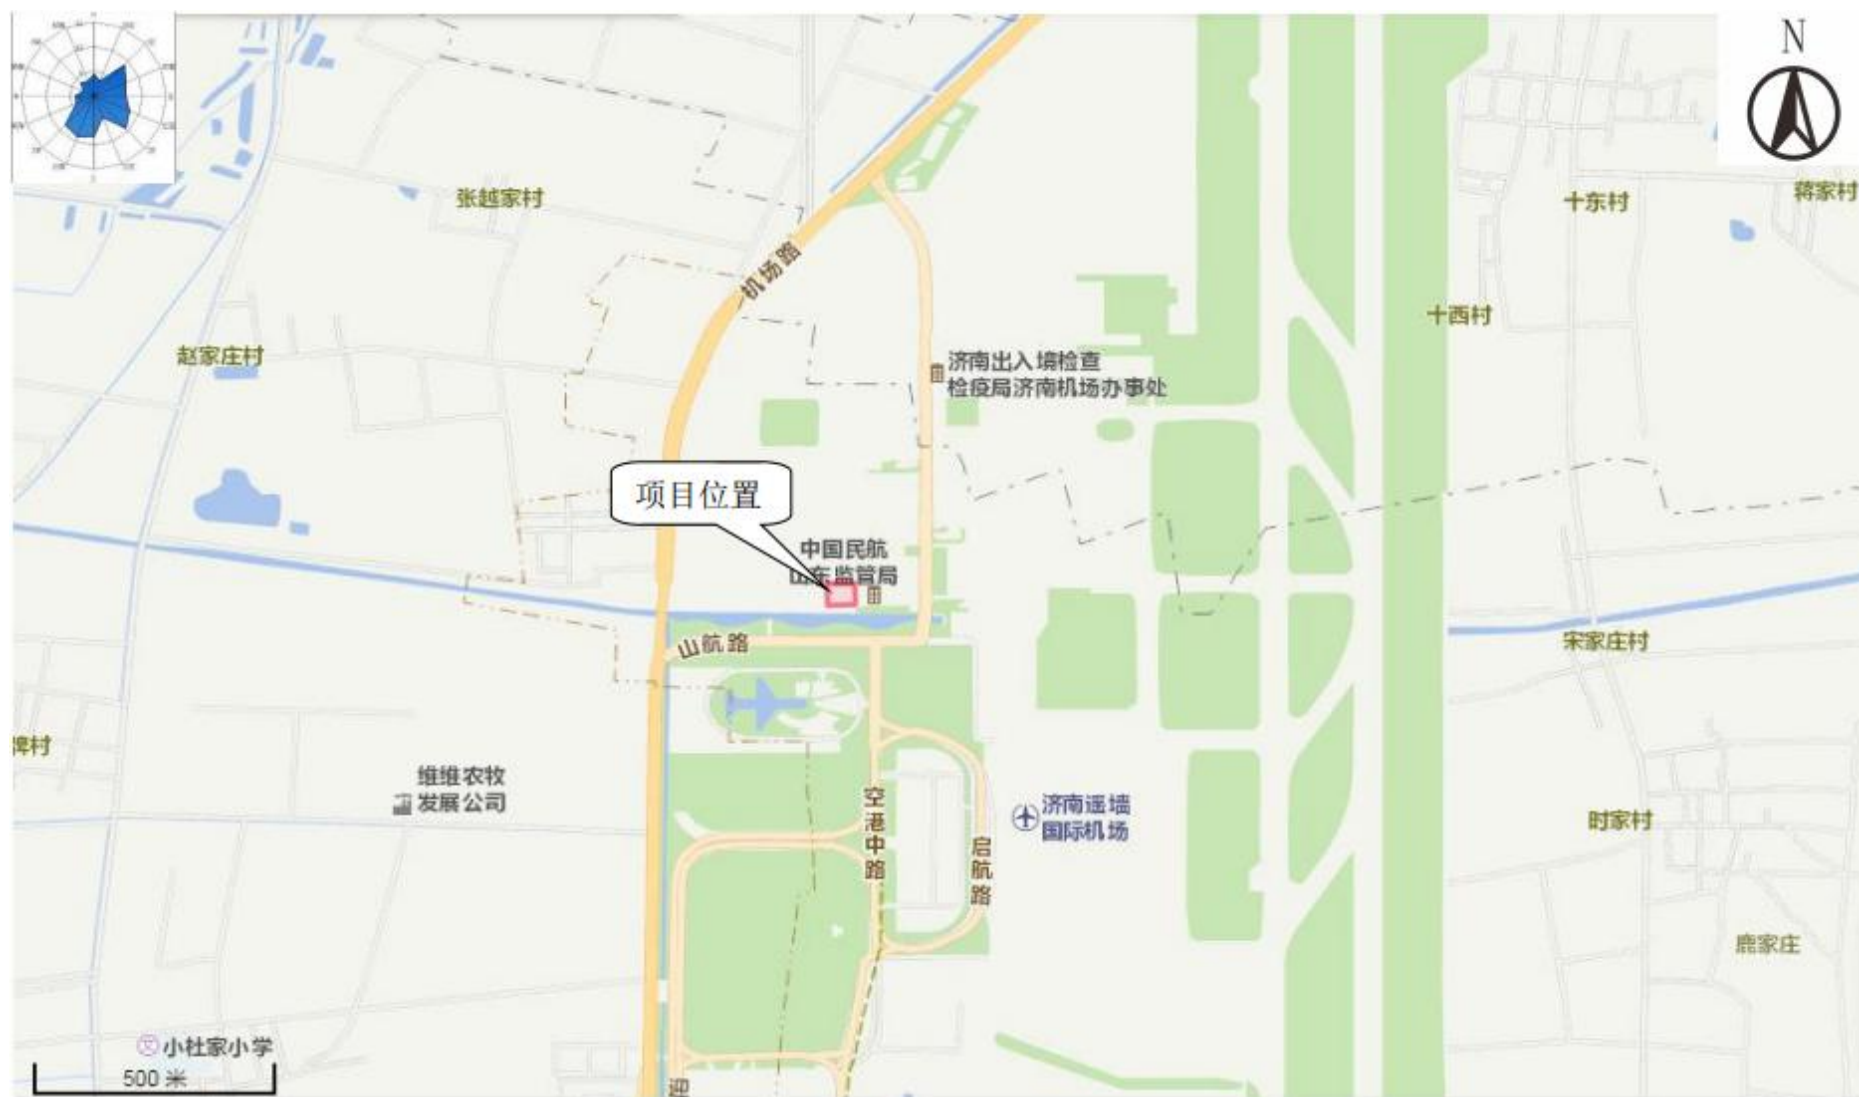 N
张越家村
十东村
蒋家村
机场路
十西村
赵家庄村
济南出入境检查
检疫局济南机场办事处
项目位置
中国民航
山东监管局
山航路
宋家庄村
牌村
维维农牧
发展公司
空港中路
启航路
济南遥墙
国际机场
时家村
鹿家庄
小杜家小学
500 米